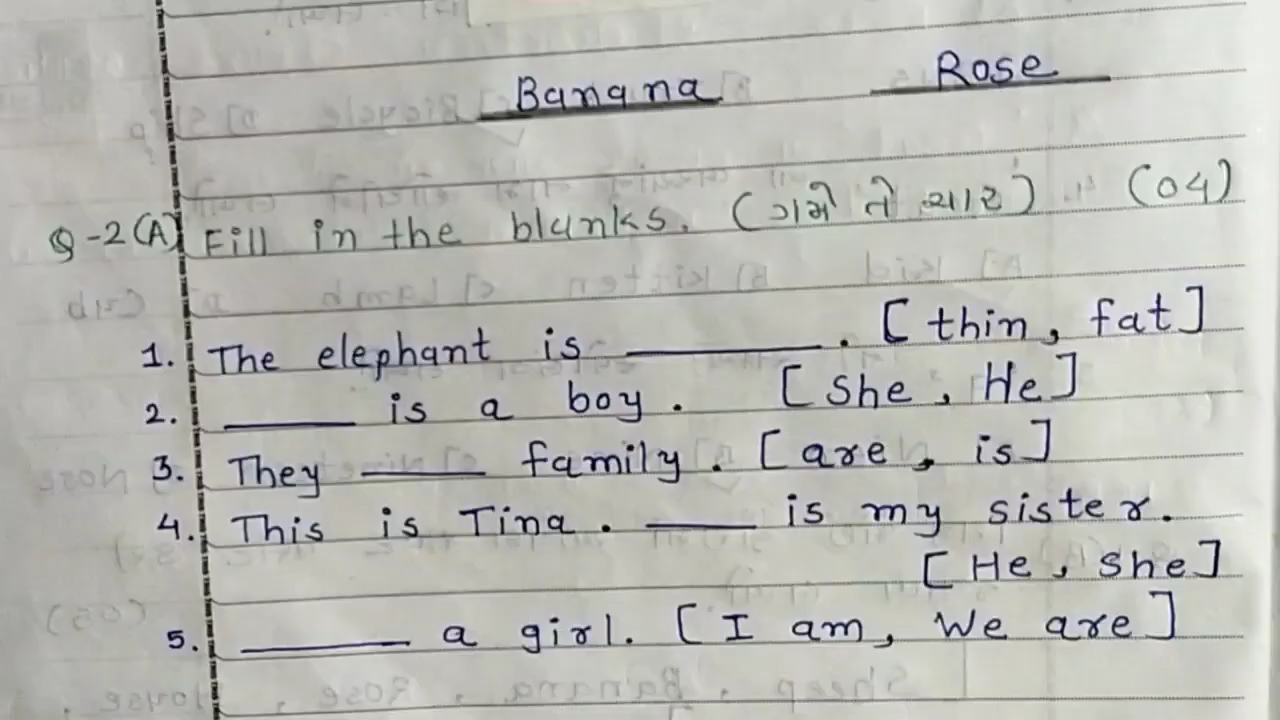 Banana Rose
Q-2(A) Fill in the blanks. (ગમે તે ચાર) (04)
1. The elephant is ______. [thin, fat]
2. ______ is a boy. [She, He]
3. They ______ family. [are, is]
4. This is Tina. ______ is my sister.
[He, She]
5. ______ a girl. [I am, We are]